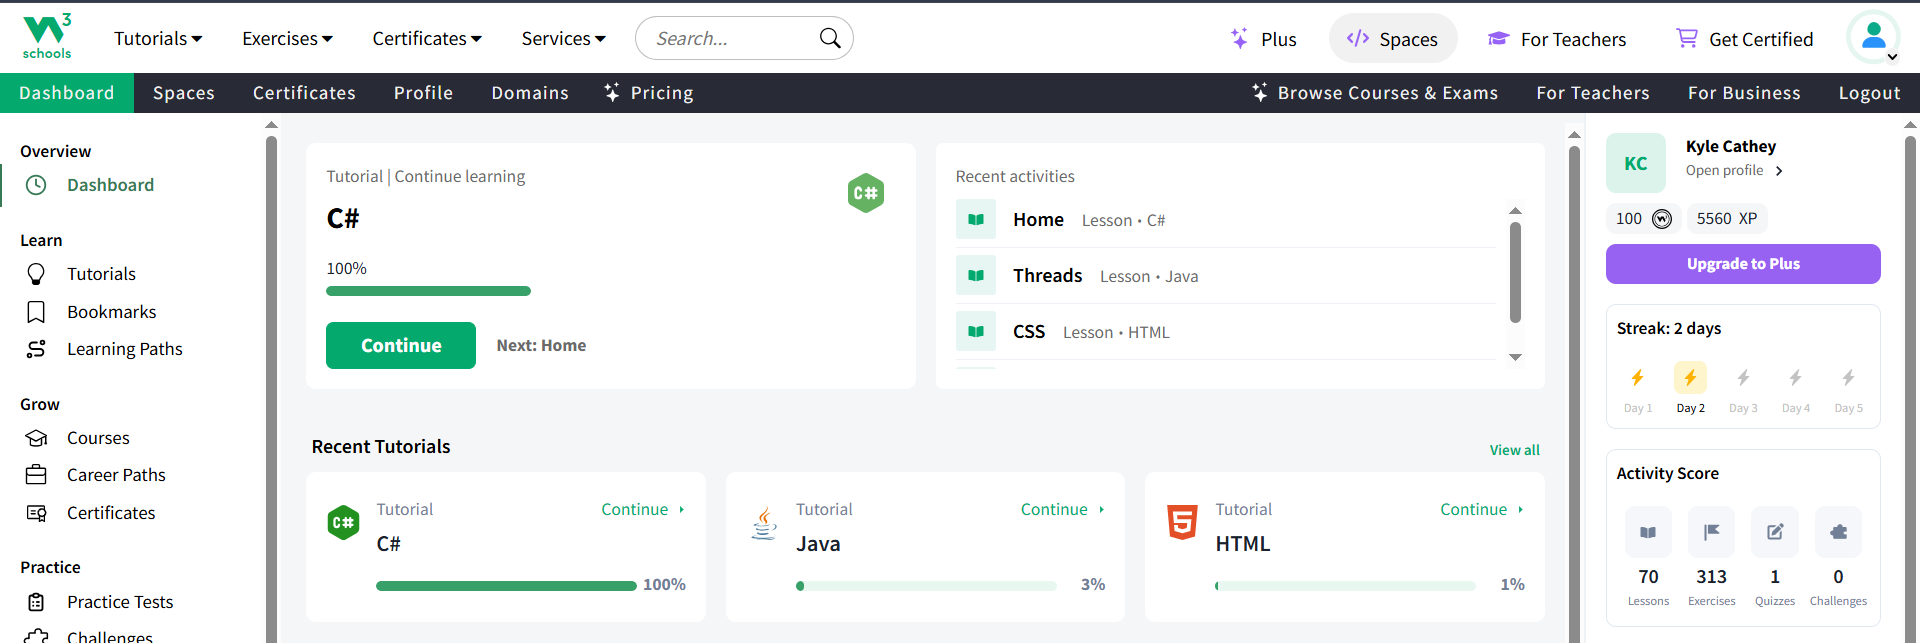 W3 schools
Tutorials Exercises Certificates Services Search... Plus Spaces For Teachers Get Certified
Dashboard Spaces Certificates Profile Domains Pricing Browse Courses & Exams For Teachers For Business Logout
Overview
Dashboard
Learn
Tutorials
Bookmarks
Learning Paths
Grow
Courses
Career Paths
Certificates
Practice
Practice Tests
Challenges
Tutorial | Continue learning
C#
C#
100%
Continue Next: Home
Recent activities
Home Lesson • C#
Threads Lesson • Java
CSS Lesson • HTML
Recent Tutorials View all
C# Tutorial Continue
C#
100%
Tutorial Continue
Java
3%
5 Tutorial Continue
HTML
1%
KC Kyle Cathey
Open profile
100 W 5560 XP
Upgrade to Plus
Streak: 2 days
Day 1 Day 2 Day 3 Day 4 Day 5
Activity Score
70 313 1 0
Lessons Exercises Quizzes Challenges